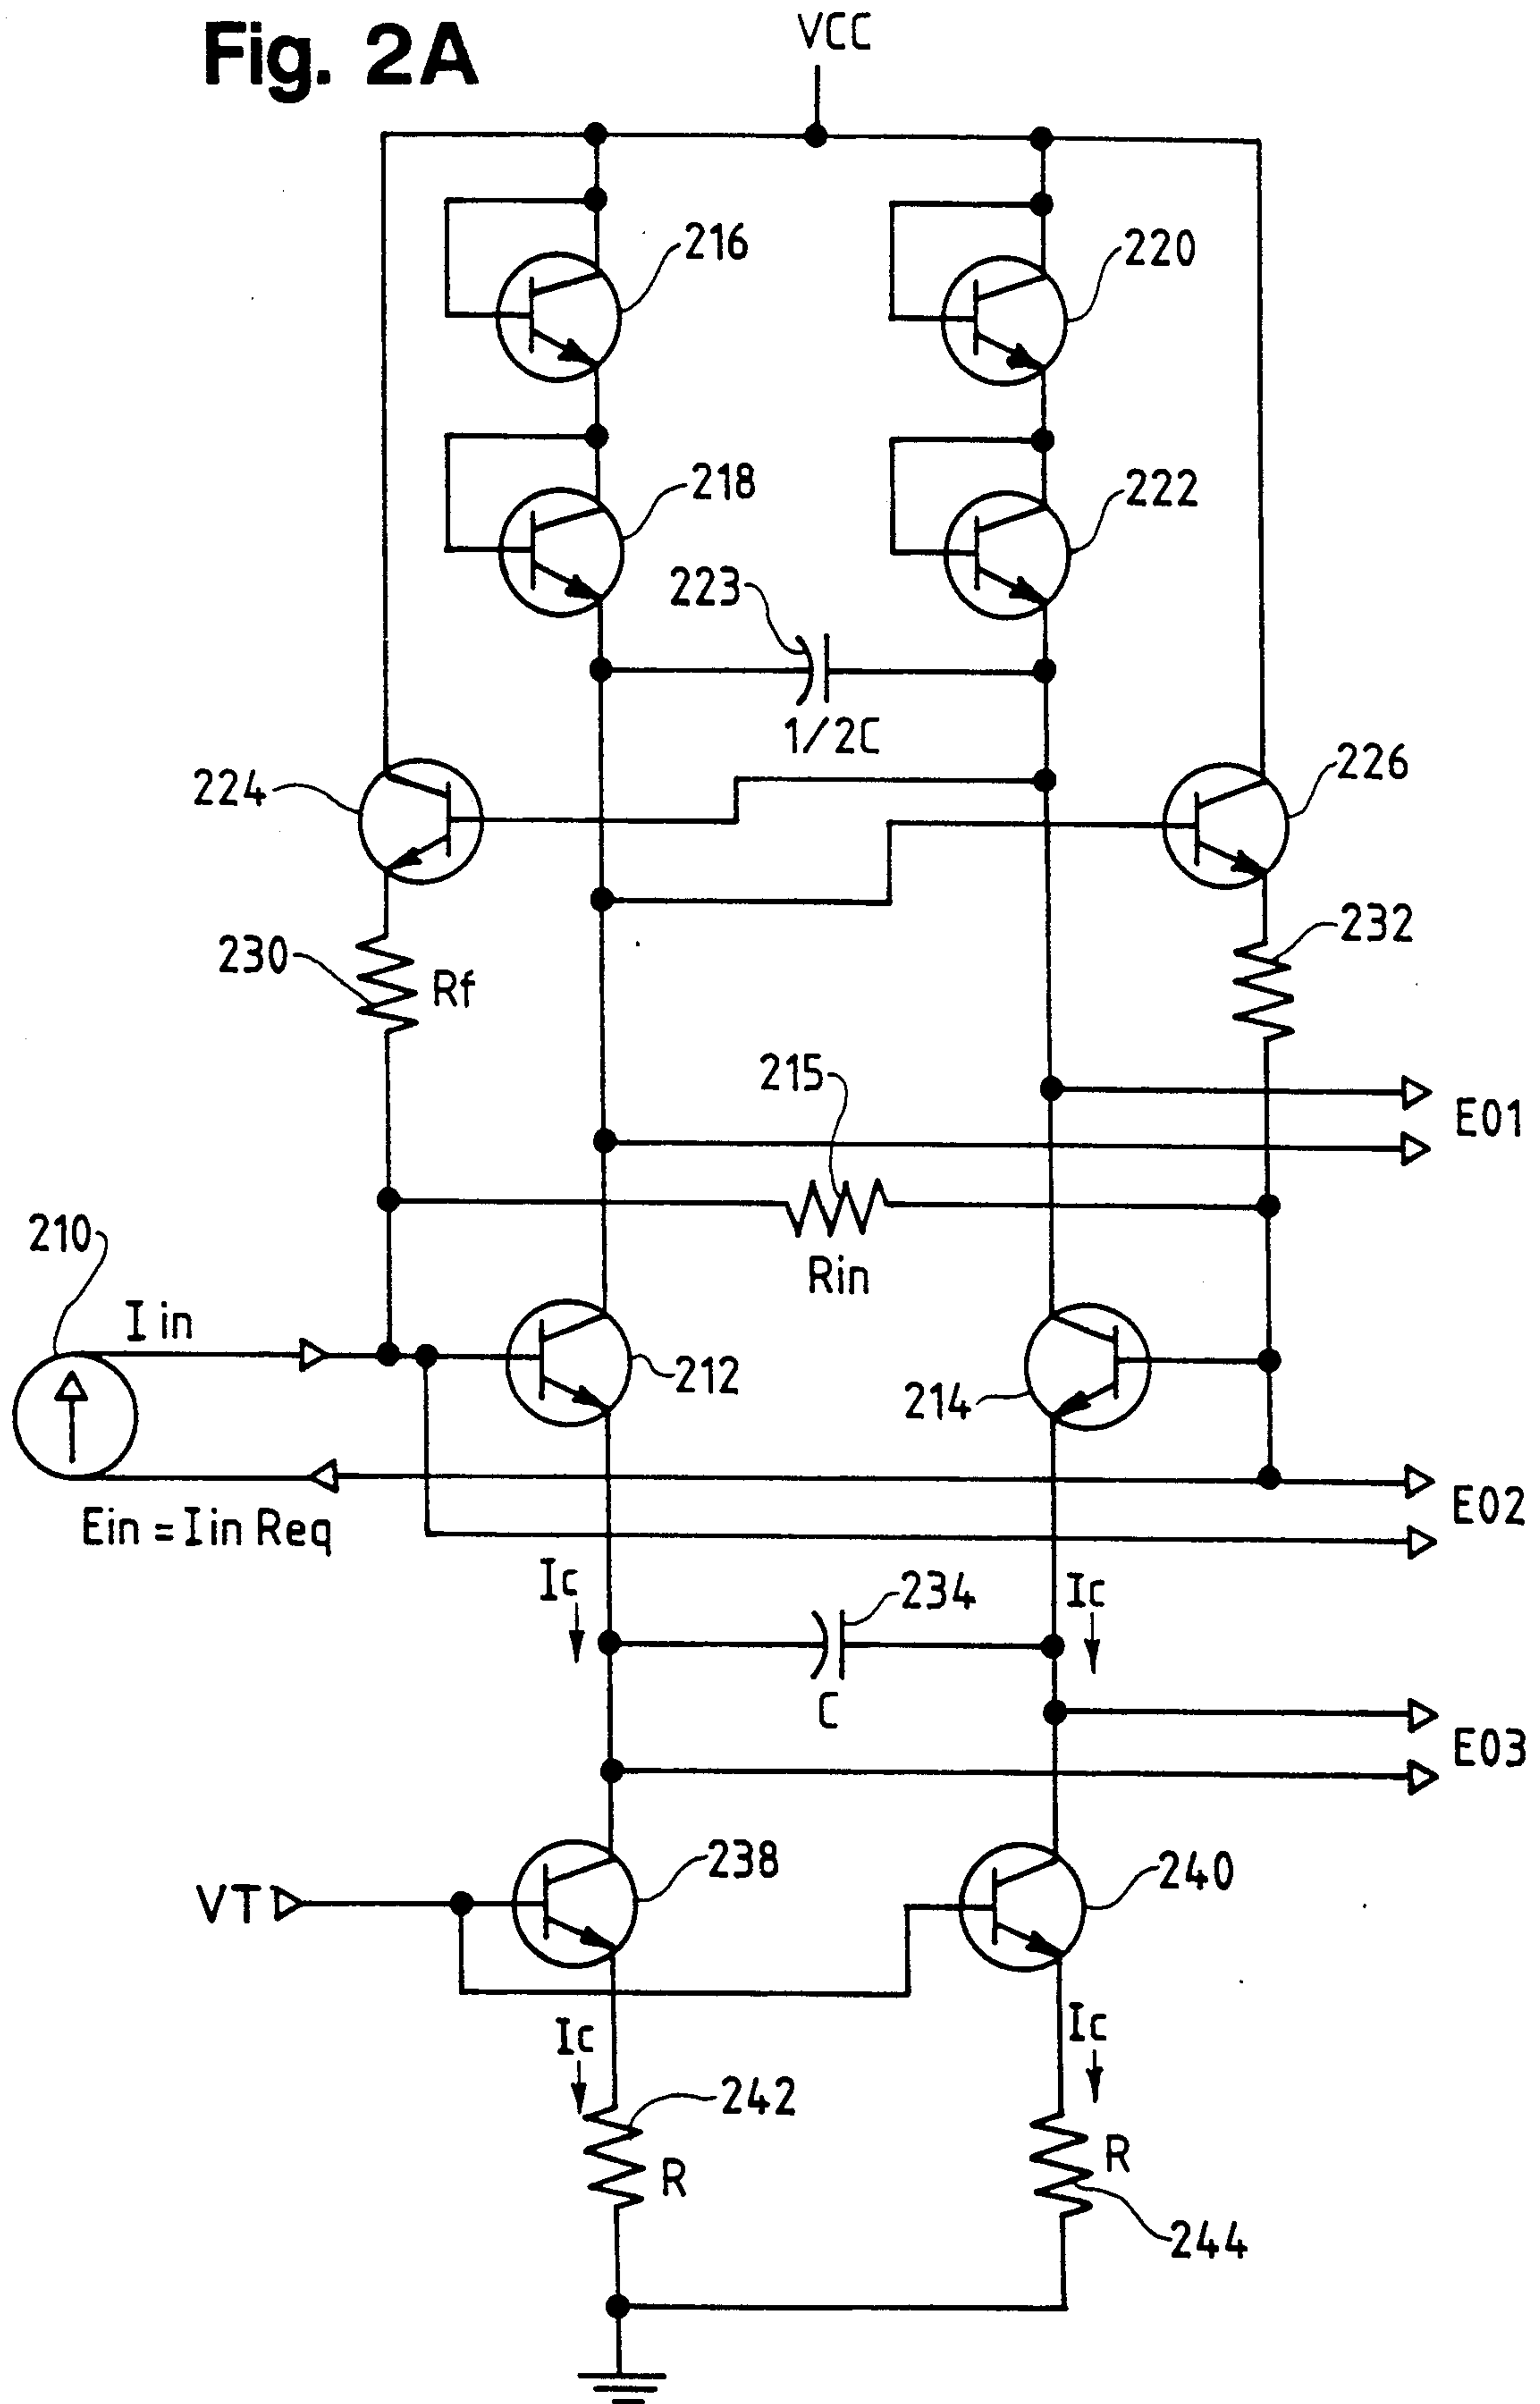 Fig. 2A
VCC
216
220
218
222
223
1/2C
224
226
230
Rf
232
215
E01
Rin
210
I in
212
214
Ein = Iin Req
E02
Ic
234
Ic
C
E03
238
240
VT
Ic
Ic
242
R
R
244